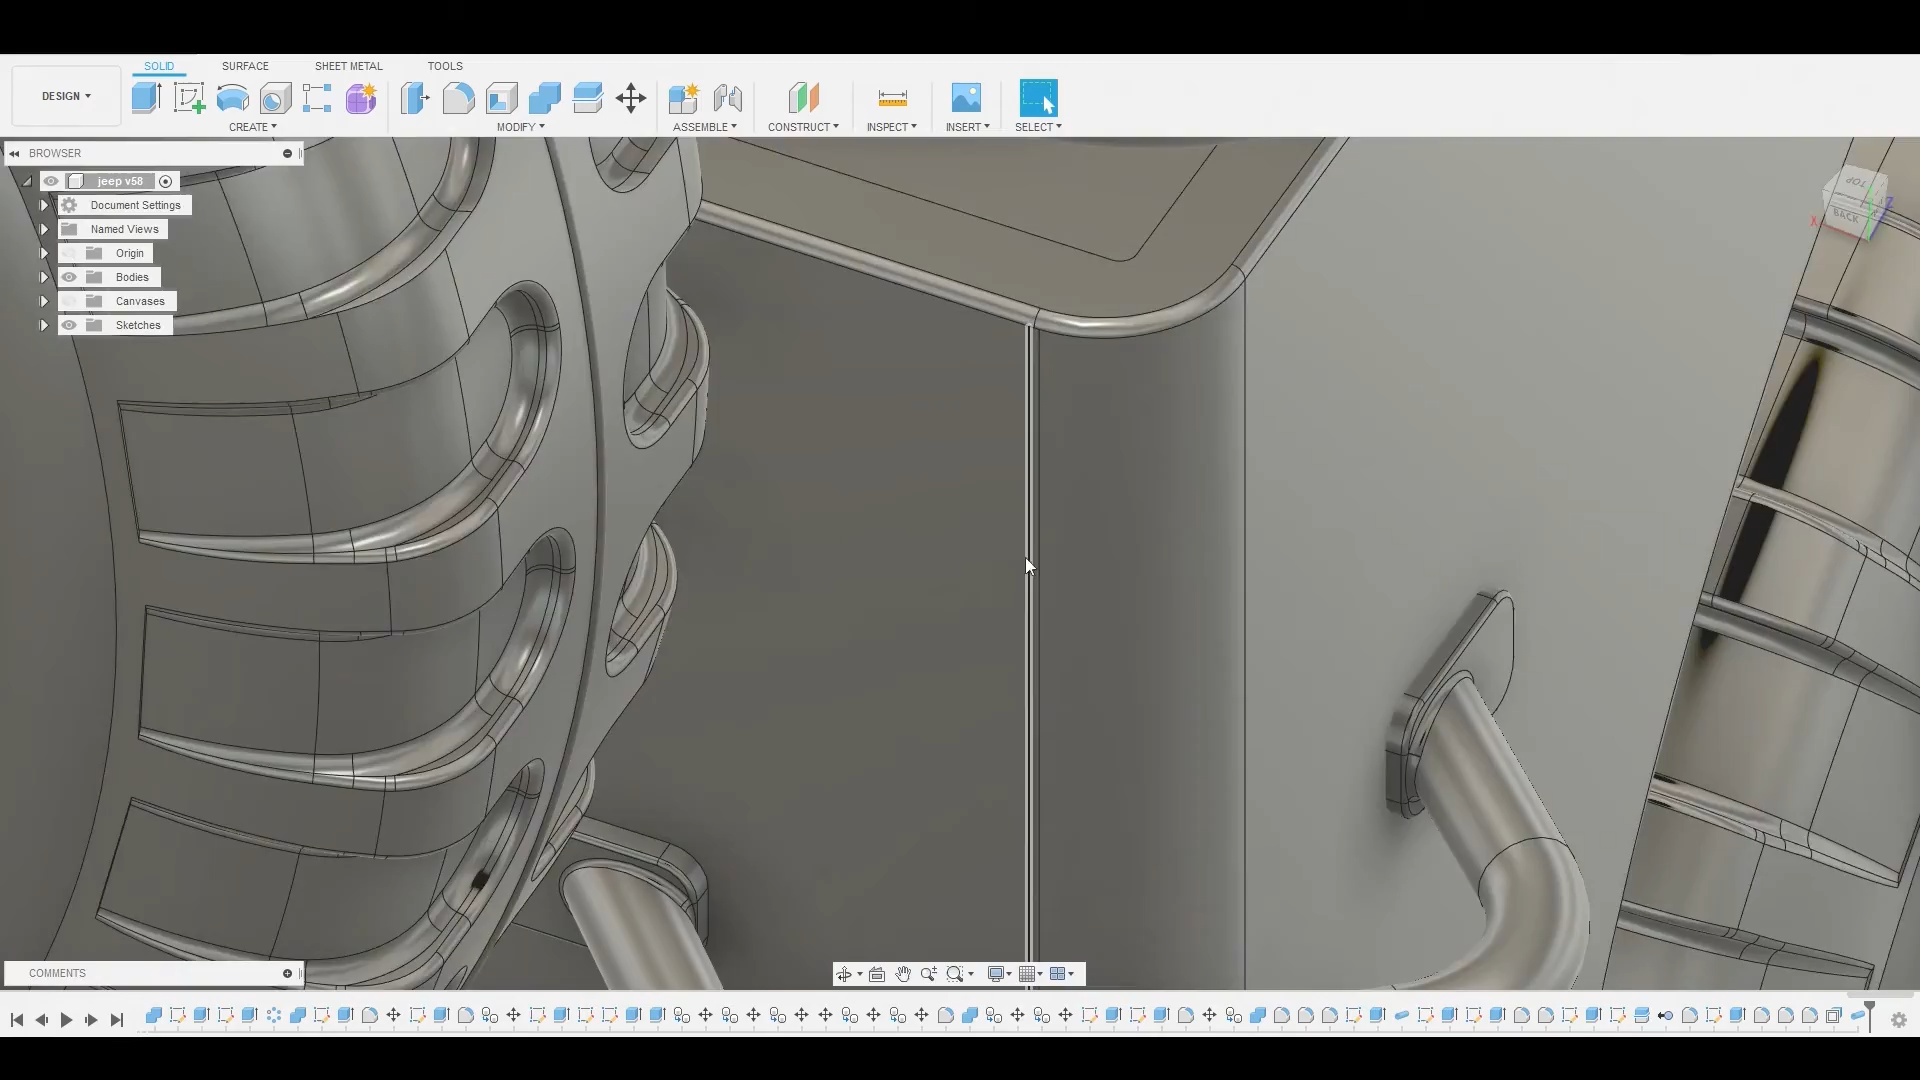 SOLID SURFACE SHEET METAL TOOLS
DESIGN
CREATE MODIFY ASSEMBLE CONSTRUCT INSPECT INSERT SELECT
BROWSER
jeep v58
Document Settings
Named Views
Origin
Bodies
Canvases
Sketches
TOP
BACK
X
Z
COMMENTS